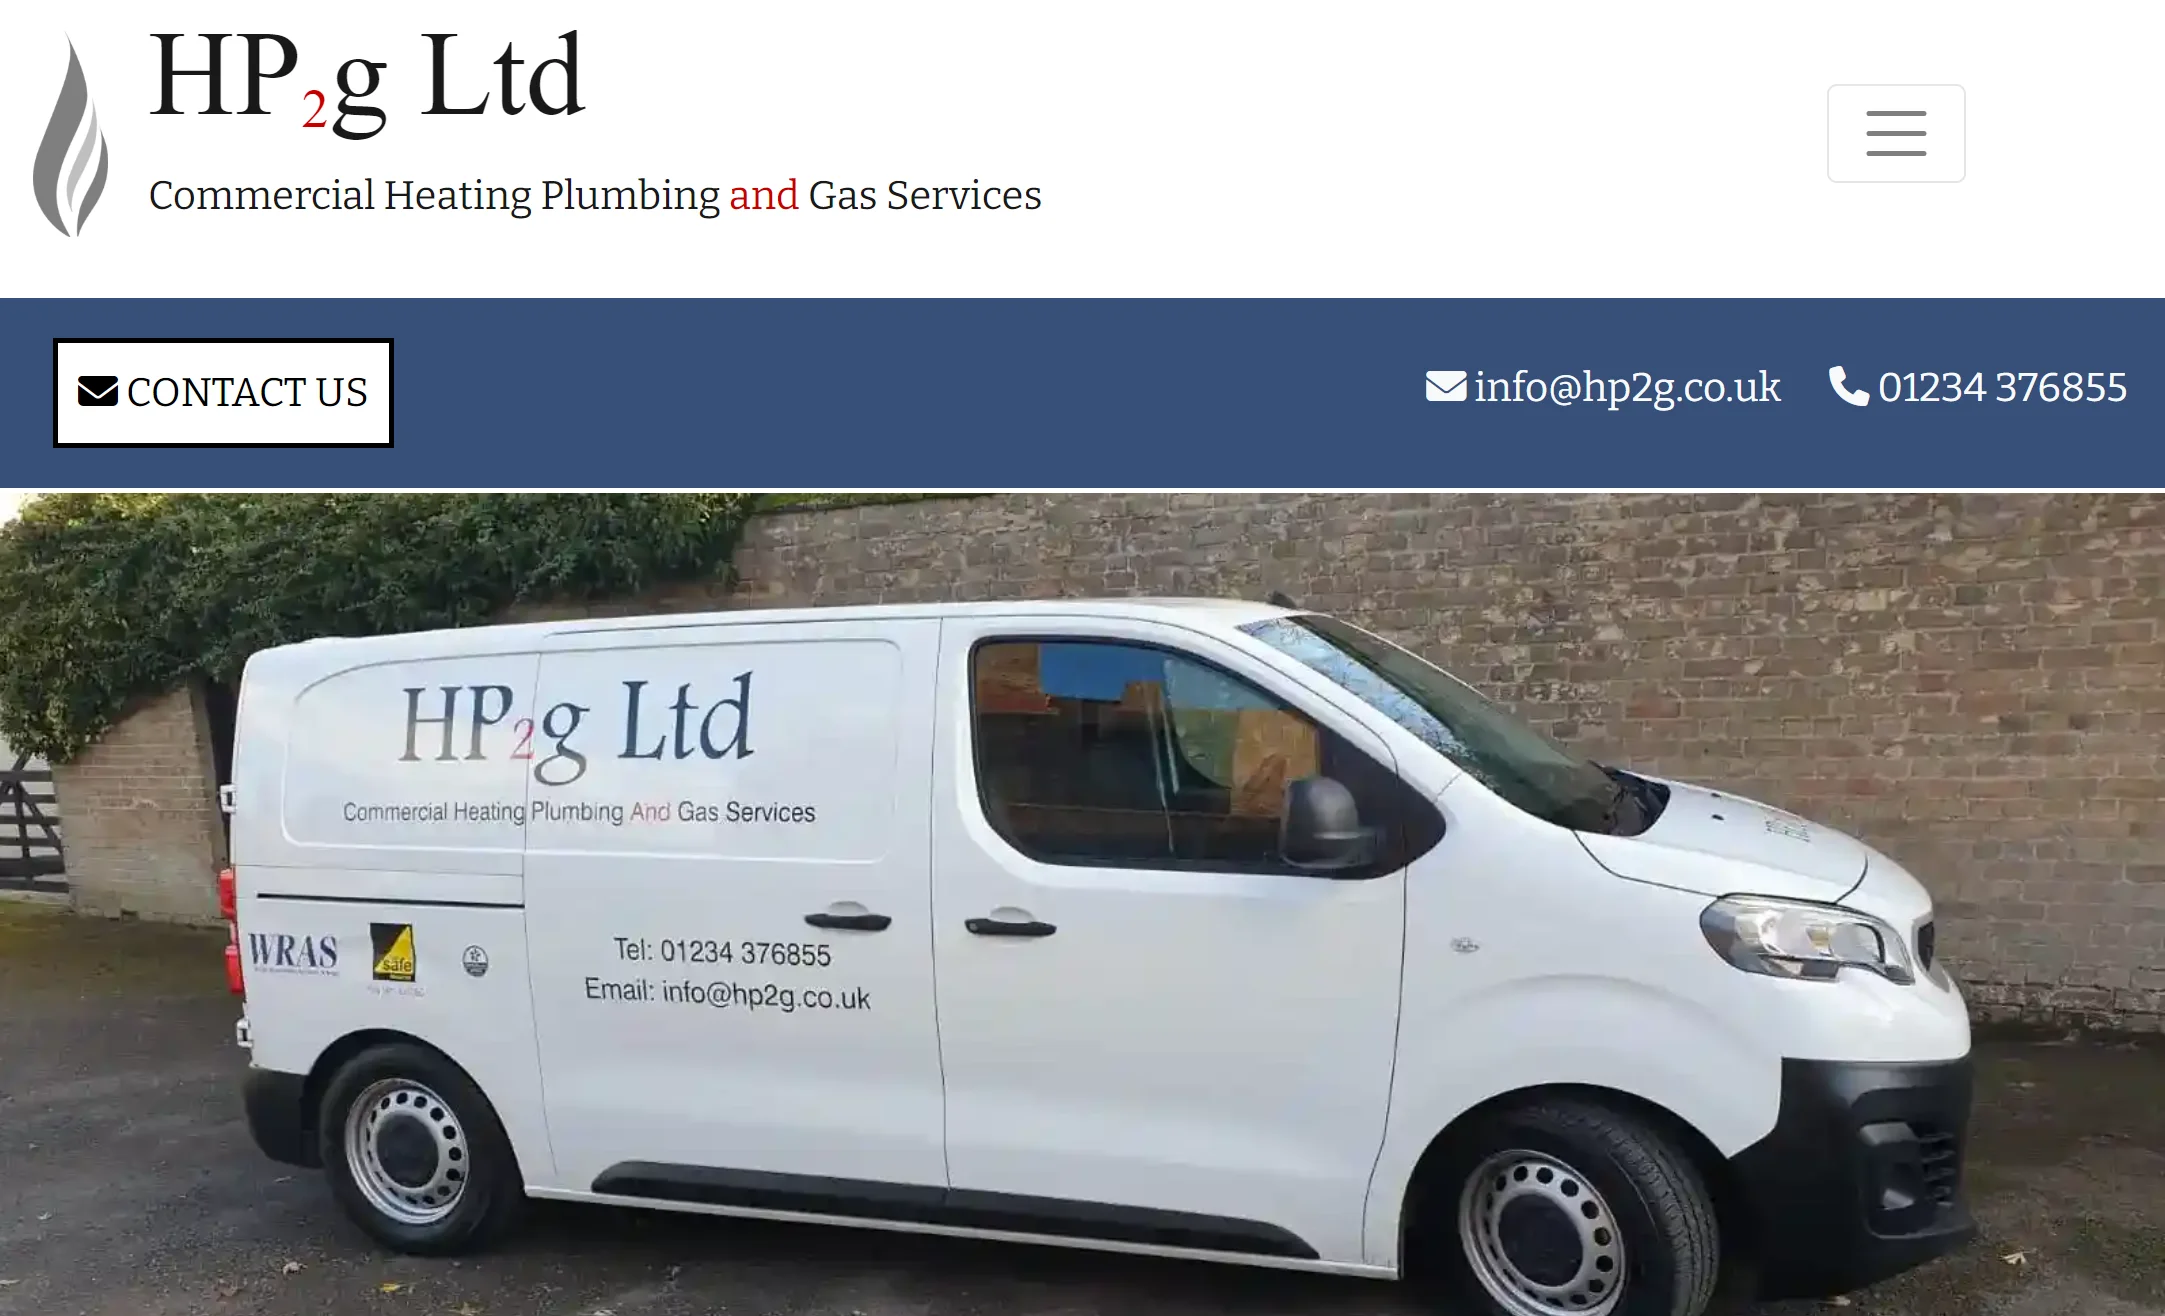 HP2g Ltd
Commercial Heating Plumbing and Gas Services
CONTACT US
info@hp2g.co.uk
01234 376855
HP2g Ltd
Commercial Heating Plumbing And Gas Services
WRAS
safe
Tel: 01234 376855
Email: info@hp2g.co.uk